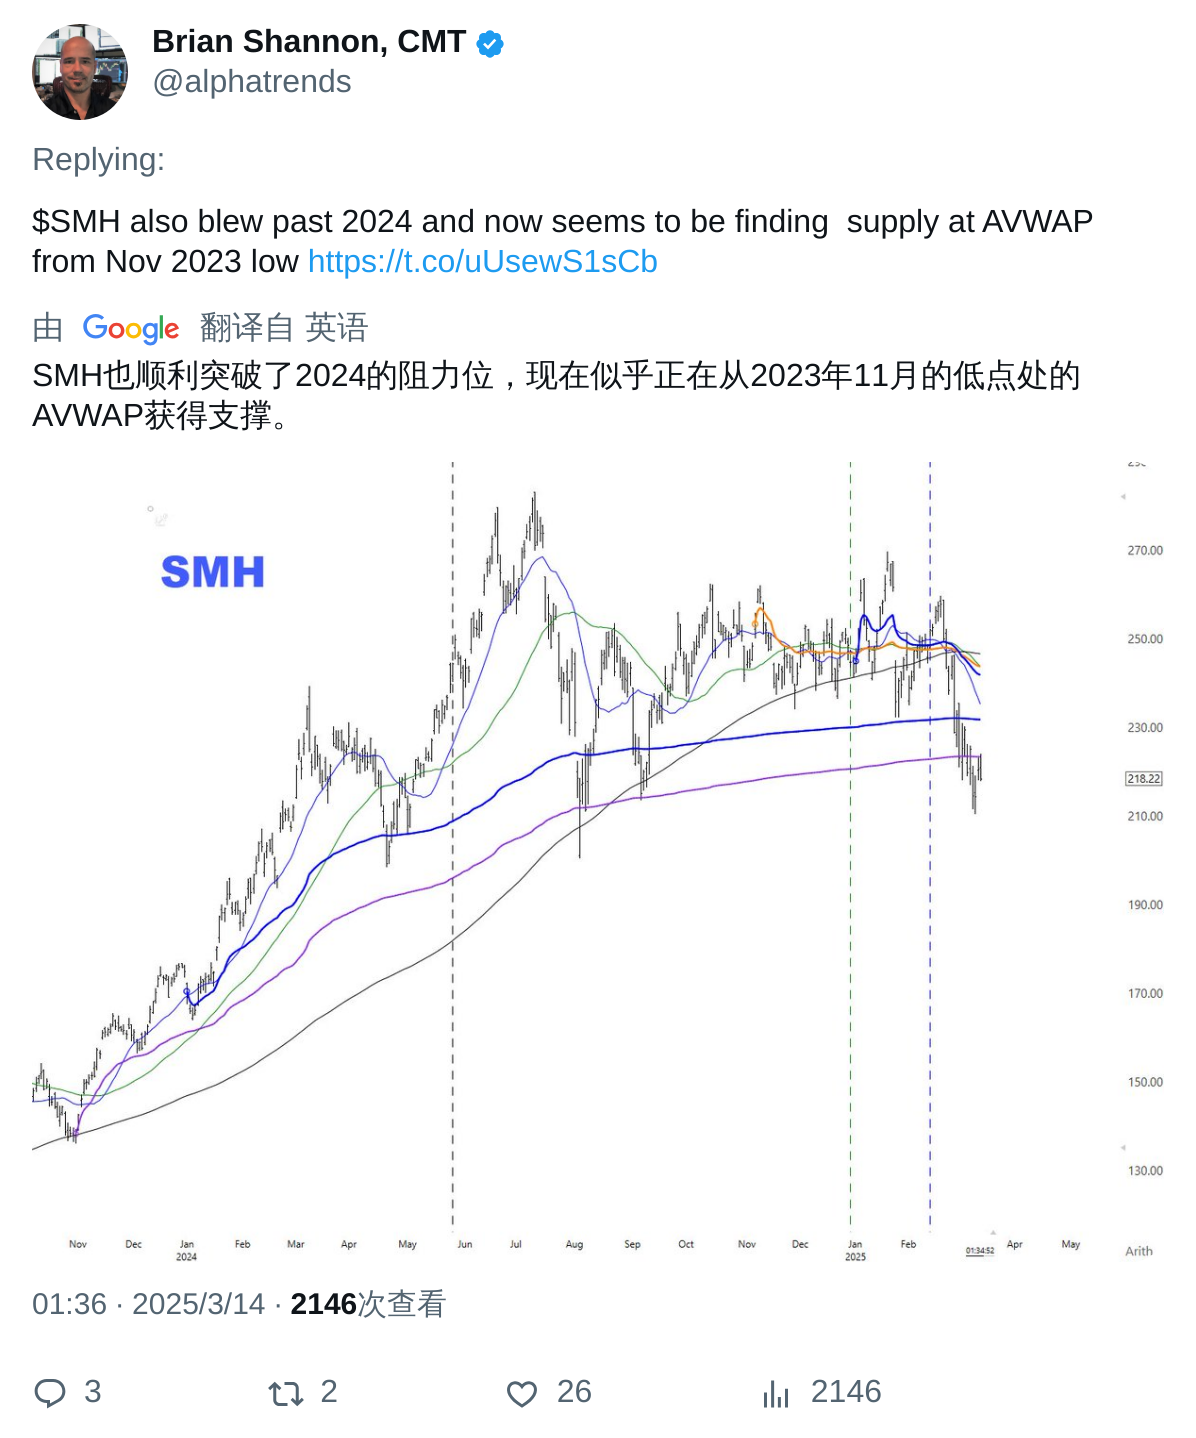 Brian Shannon, CMT
@alphatrends
Replying:
$SMH also blew past 2024 and now seems to be finding  supply at AVWAP
from Nov 2023 low https://t.co/uUsewS1sCb
由 Google 翻译自 英语
SMH也顺利突破了2024的阻力位，现在似乎正在从2023年11月的低点处的
AVWAP获得支撑。
SMH
270.00
250.00
230.00
218.22
210.00
190.00
170.00
150.00
130.00
Nov Dec Jan Feb Mar Apr May Jun Jul Aug Sep Oct Nov Dec Jan Feb 01:34:52 Apr May
2024 2025 Arith
01:36 · 2025/3/14 · 2146次查看
3 2 26 2146